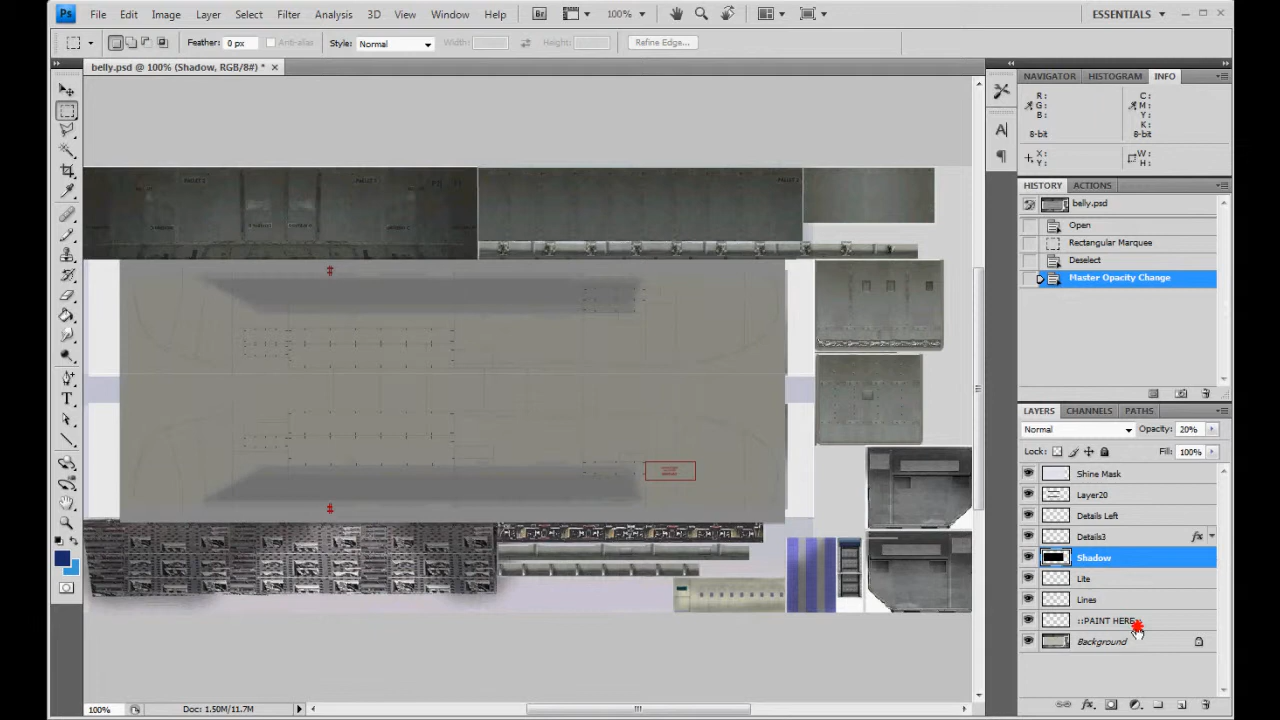 Ps File Edit Image Layer Select Filter Analysis 3D View Window Help Br 100% ESSENTIALS
Feather: 0 px Anti-alias Style: Normal Width: Height: Refine Edge...
belly.psd @ 100% (Shadow, RGB/8#) *
NAVIGATOR HISTOGRAM INFO
R: C:
G: M:
B: Y:
K:
8-bit 8-bit
X: W:
Y: H:
HISTORY ACTIONS
belly.psd
Open
Rectangular Marquee
Deselect
Master Opacity Change
LAYERS CHANNELS PATHS
Normal Opacity: 20%
Lock: Fill: 100%
Shine Mask
Layer20
Details Left
Details3 fx
Shadow
Lite
Lines
::PAINT HERE
Background
100% Doc: 1.50M/11.7M